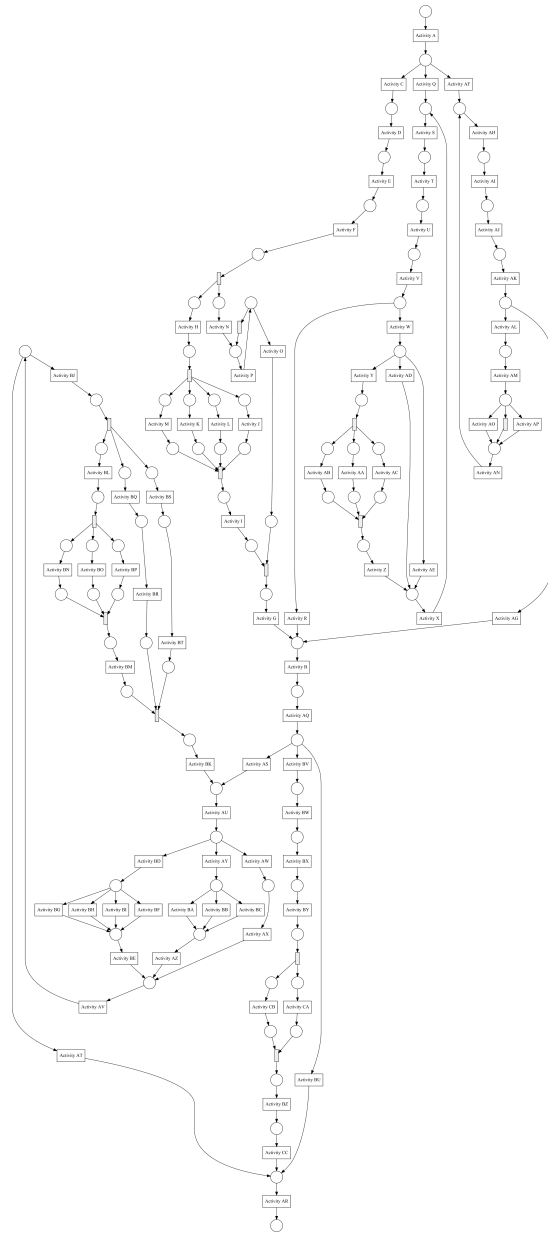 Activity A
Activity C
Activity Q
Activity AF
Activity D
Activity S
Activity AH
Activity E
Activity T
Activity AI
Activity F
Activity U
Activity AJ
Activity V
Activity AK
Activity H
Activity N
Activity W
Activity AL
Activity O
Activity BJ
Activity P
Activity Y
Activity AD
Activity AM
Activity M
Activity K
Activity L
Activity AO
Activity AP
Activity BL
Activity AB
Activity AA
Activity AC
Activity AN
Activity BQ
Activity BS
Activity BN
Activity BO
Activity BP
Activity Z
Activity AE
Activity BR
Activity G
Activity R
Activity X
Activity AG
Activity BT
Activity BM
Activity B
Activity AQ
Activity BK
Activity AS
Activity BV
Activity AU
Activity BW
Activity BD
Activity AY
Activity AW
Activity BX
Activity BG
Activity BH
Activity BI
Activity BF
Activity BA
Activity BB
Activity BC
Activity BY
Activity AX
Activity BE
Activity AZ
Activity AV
Activity CB
Activity CA
Activity AT
Activity BU
Activity BZ
Activity CC
Activity AR